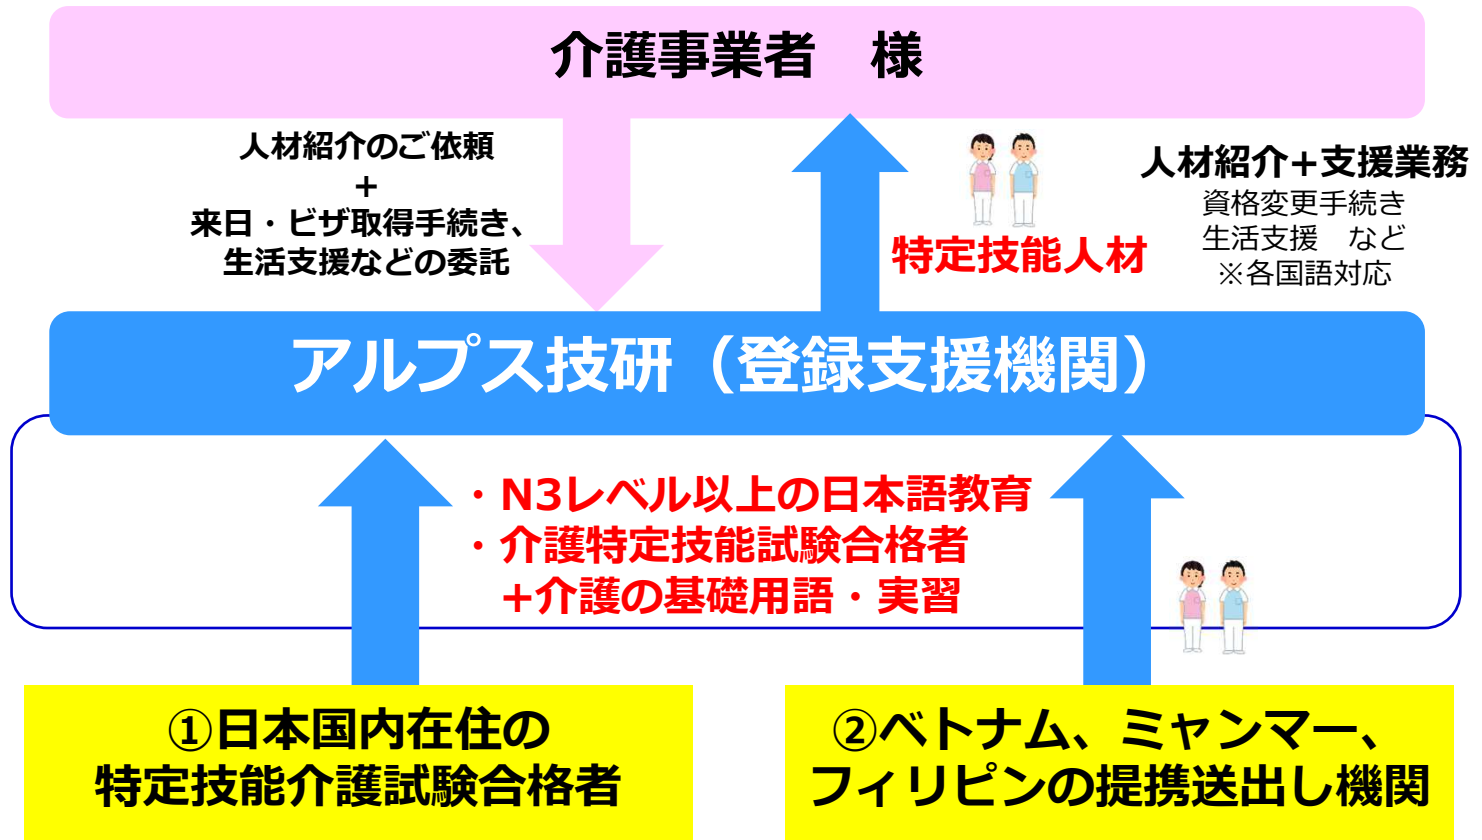 介護事業者　様
人材紹介のご依頼
+
来日・ビザ取得手続き、
生活支援などの委託
特定技能人材
人材紹介+支援業務
資格変更手続き
生活支援　など
※各国語対応
アルプス技研（登録支援機関）
・N3レベル以上の日本語教育
・介護特定技能試験合格者
+介護の基礎用語・実習
①日本国内在住の
特定技能介護試験合格者
②ベトナム、ミャンマー、
フィリピンの提携送出し機関